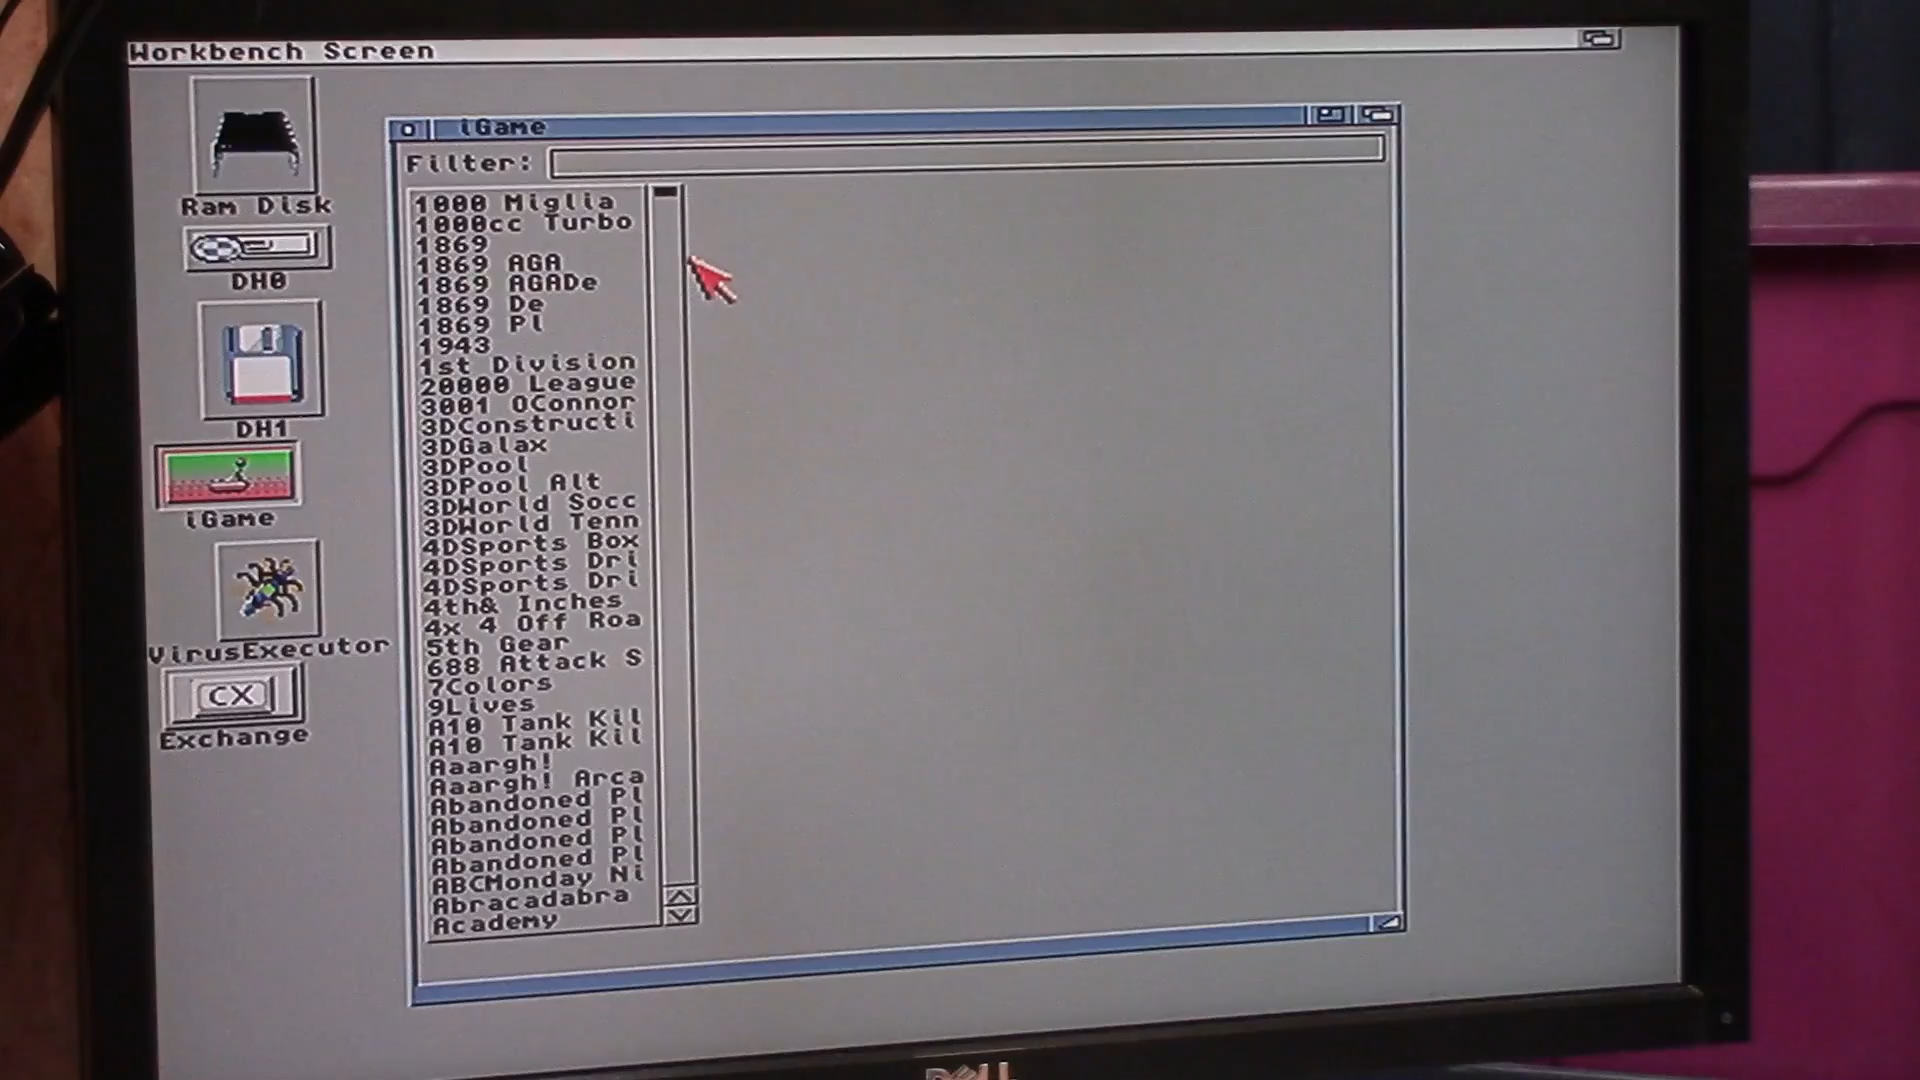 Workbench Screen
Ram Disk
DH0
DH1
iGame
VirusExecutor
CX
Exchange
iGame
Filter:
1000 Miglia
1000cc Turbo
1869
1869 AGA
1869 AGADe
1869 De
1869 Pl
1943
1st Division
20000 League
3001 OConnor
3DConstructi
3DGalax
3DPool
3DPool Alt
3DWorld Socc
3DWorld Tenn
4DSports Box
4DSports Dri
4DSports Dri
4th& Inches
4x 4 Off Roa
5th Gear
688 Attack S
7Colors
9Lives
A10 Tank Kil
A10 Tank Kil
Aaargh!
Aaargh! Arca
Abandoned Pl
Abandoned Pl
Abandoned Pl
Abandoned Pl
ABCMonday Ni
Abracadabra
Academy
DELL